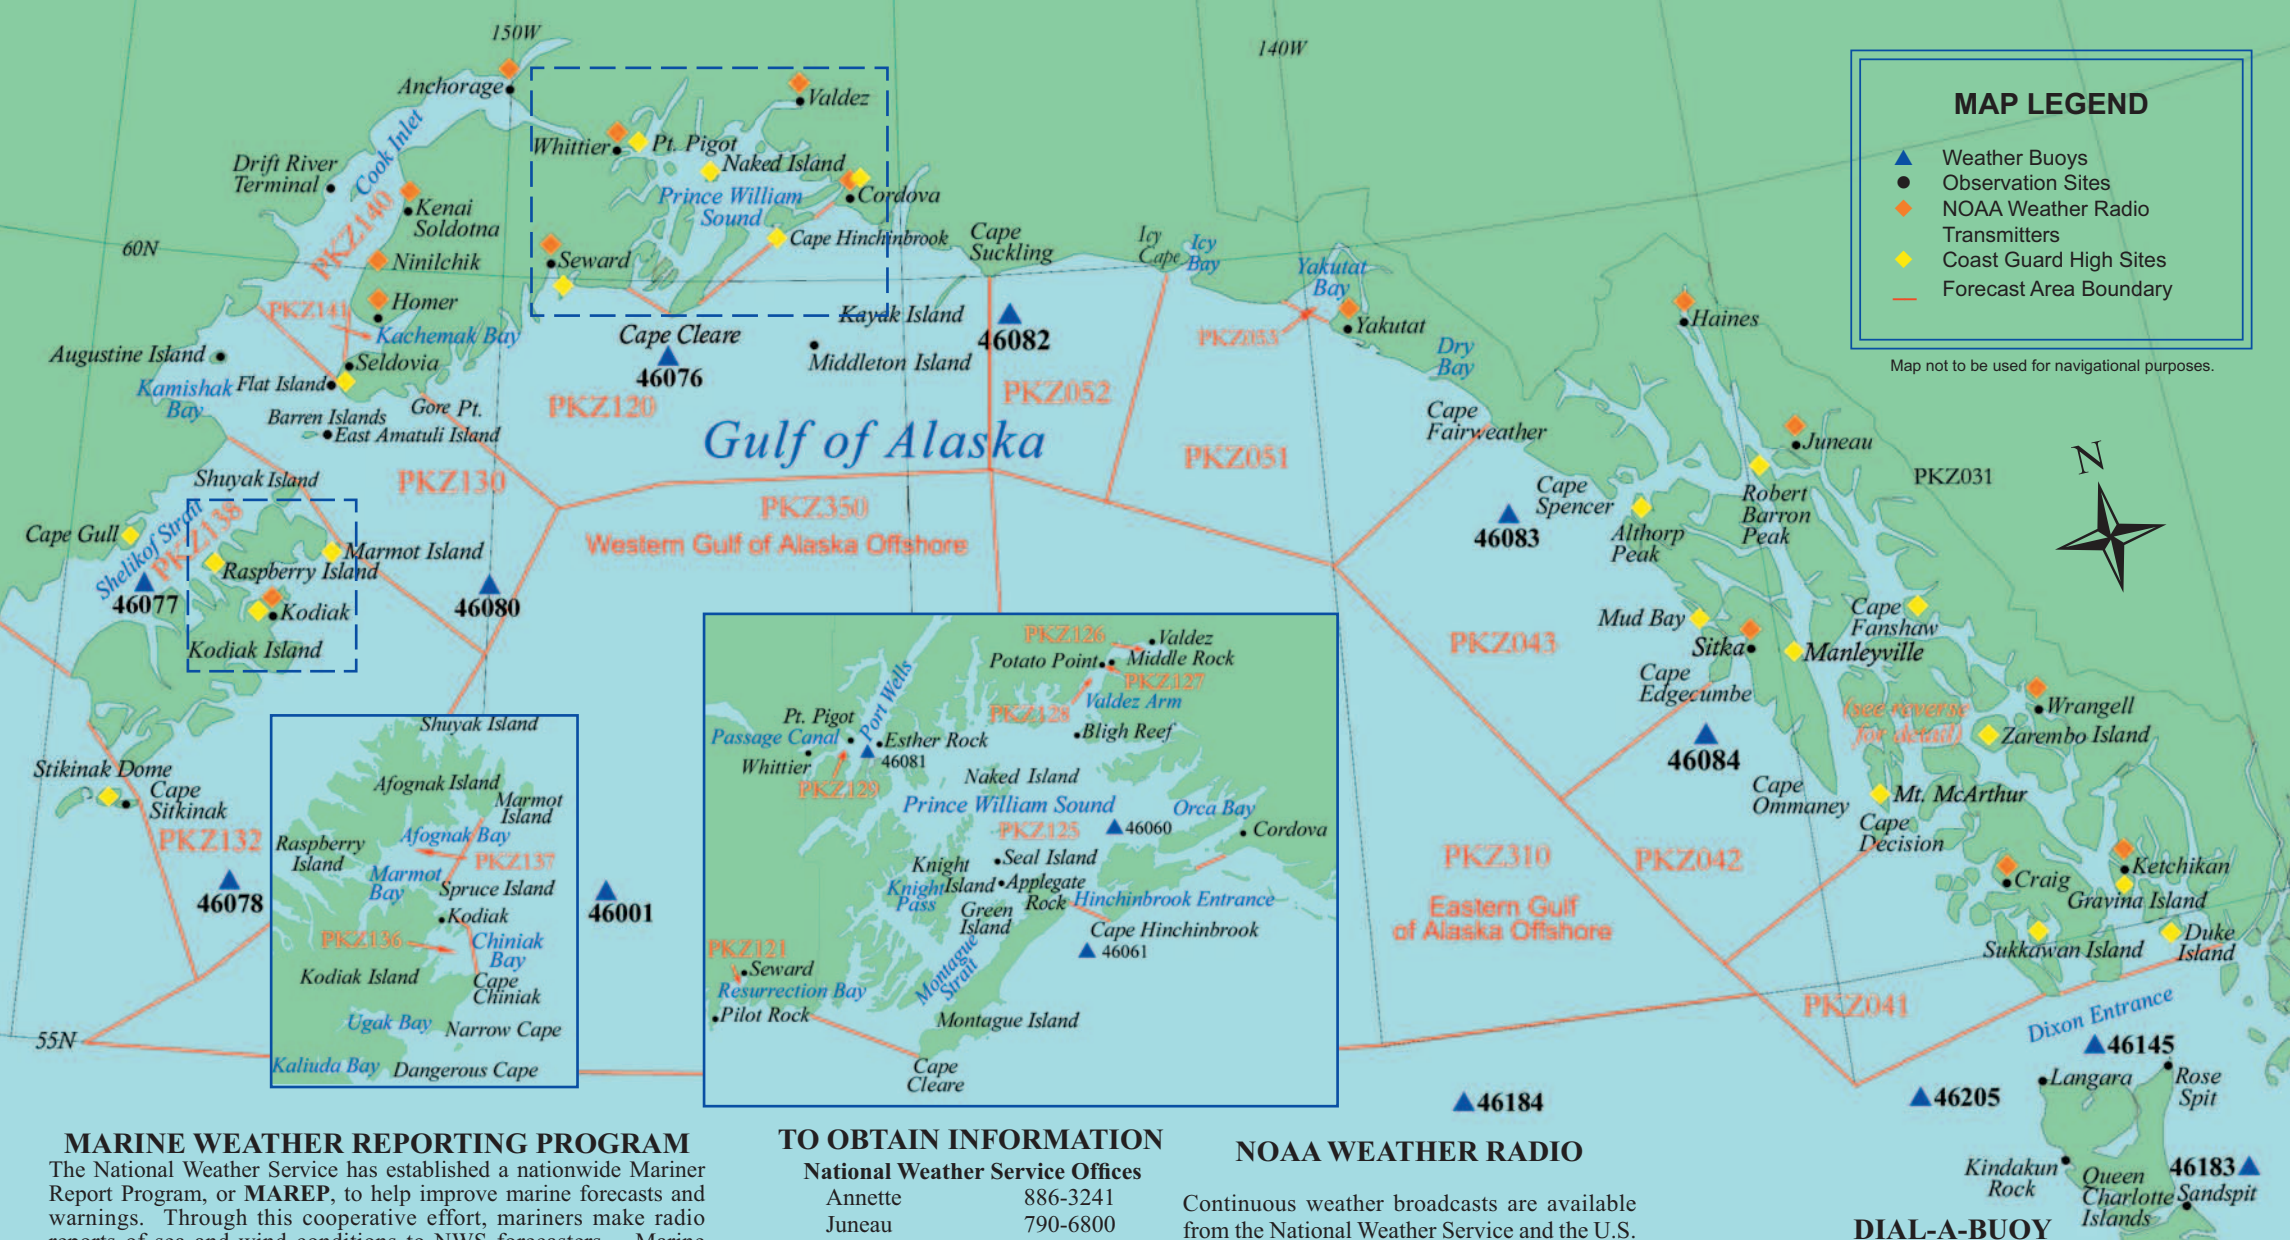 150W
140W
Anchorage
Valdez
Whittier
Pt. Pigot
Naked Island
Prince William
Sound
Cordova
Cook Inlet
Drift River
Terminal
PKZ140
Kenai
Soldotna
60N
Ninilchik
Seward
Cape Hinchinbrook
Cape
Suckling
Icy
Cape
Icy
Bay
Yakutat
Bay
PKZ141
Homer
Kachemak Bay
Cape Cleare
46076
Kayak Island
Middleton Island
46082
PKZ053
Yakutat
Dry
Bay
Haines
Augustine Island
Seldovia
Kamishak
Bay
Flat Island
Barren Islands
Gore Pt.
East Amatuli Island
PKZ120
PKZ052
Gulf of Alaska
PKZ051
Cape
Fairweather
Juneau
Shuyak Island
PKZ130
PKZ350
Western Gulf of Alaska Offshore
46083
Cape
Spencer
Althorp
Peak
Robert
Barron
Peak
PKZ031
Cape Gull
Shelikof Strait
PKZ138
Marmot Island
Raspberry Island
46077
46080
Kodiak
Kodiak Island
PKZ043
Mud Bay
Sitka
Cape
Fanshaw
Manleyville
Cape
Edgecumbe
46084
(see reverse
for detail)
Wrangell
Zarembo Island
Cape
Ommaney
Mt. McArthur
Cape
Decision
Stikinak Dome
Cape
Sitkinak
PKZ132
46078
46001
PKZ310
Eastern Gulf
of Alaska Offshore
PKZ042
Craig
Ketchikan
Gravina Island
Sukkawan Island
Duke
Island
PKZ041
Dixon Entrance
55N
46184
46205
46145
Langara
Rose
Spit
Kindakun
Rock
Queen
Charlotte
Islands
46183
Sandspit
MAP LEGEND
Weather Buoys
Observation Sites
NOAA Weather Radio
Transmitters
Coast Guard High Sites
Forecast Area Boundary
Map not to be used for navigational purposes.
N
Shuyak Island
Afognak Island
Marmot
Island
Raspberry
Island
Afognak Bay
PKZ137
Marmot
Bay
Spruce Island
Kodiak
PKZ136
Chiniak
Bay
Kodiak Island
Cape
Chiniak
Ugak Bay
Narrow Cape
Kaliuda Bay
Dangerous Cape
PKZ126
Valdez
Potato Point
Middle Rock
PKZ127
Port Wells
PKZ128
Valdez Arm
Pt. Pigot
Passage Canal
Esther Rock
46081
Bligh Reef
Whittier
PKZ129
Naked Island
Prince William Sound
Orca Bay
PKZ125
46060
Cordova
Seal Island
Knight
Island
Knight
Pass
Applegate
Rock
Hinchinbrook Entrance
Green
Island
Cape Hinchinbrook
46061
PKZ121
Seward
Resurrection Bay
Montague
Strait
Pilot Rock
Montague Island
Cape
Cleare
MARINE WEATHER REPORTING PROGRAM
The National Weather Service has established a nationwide Mariner
Report Program, or MAREP, to help improve marine forecasts and
warnings. Through this cooperative effort, mariners make radio
reports of sea and wind conditions to NWS forecasters. Marine
TO OBTAIN INFORMATION
National Weather Service Offices
Annette 886-3241
Juneau 790-6800
NOAA WEATHER RADIO
Continuous weather broadcasts are available
from the National Weather Service and the U.S.
DIAL-A-BUOY